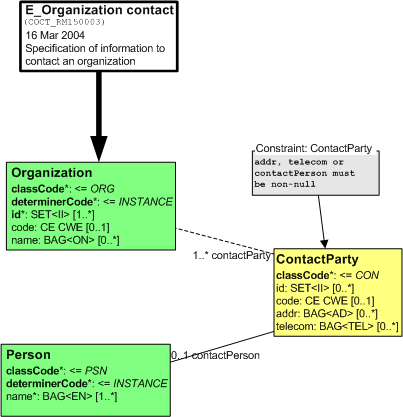 E_Organization contact
(COCT_RM150003)
16 Mar 2004
Specification of information to
contact an organization
Organization
classCode*: <= ORG
determinerCode*: <= INSTANCE
id*: SET<II> [1..*]
code: CE CWE [0..1]
name: BAG<ON> [0..*]
Constraint: ContactParty
addr, telecom or
contactPerson must
be non-null
1..* contactParty
ContactParty
classCode*: <= CON
id: SET<II> [0..*]
code: CE CWE [0..1]
addr: BAG<AD> [0..*]
telecom: BAG<TEL> [0..*]
0..1 contactPerson
Person
classCode*: <= PSN
determinerCode*: <= INSTANCE
name*: BAG<EN> [1..*]